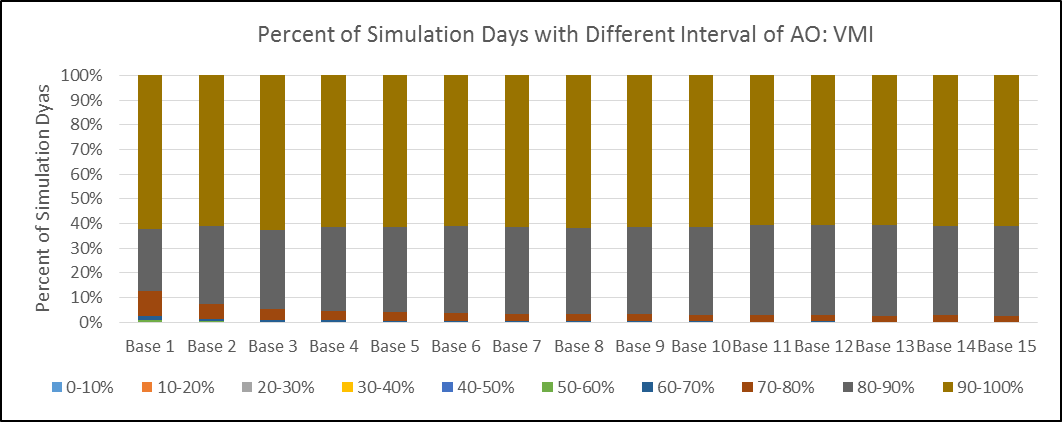 Percent of Simulation Days with Different Interval of AO: VMI
Percent of Simulation Dyas
100%
90%
80%
70%
60%
50%
40%
30%
20%
10%
0%
Base 1 Base 2 Base 3 Base 4 Base 5 Base 6 Base 7 Base 8 Base 9 Base 10 Base 11 Base 12 Base 13 Base 14 Base 15
0-10% 10-20% 20-30% 30-40% 40-50% 50-60% 60-70% 70-80% 80-90% 90-100%